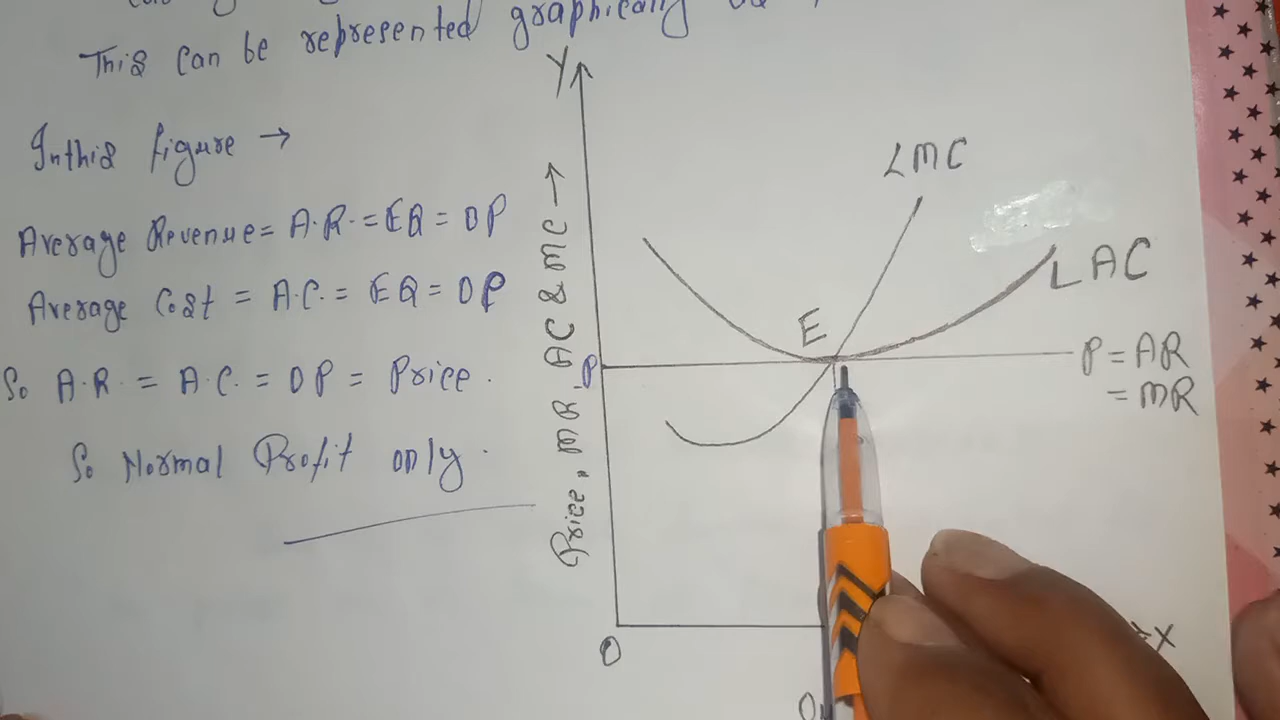 This can be represented graphically
In this figure →
Average Revenue = A.R. = EQ = OP
Average Cost = A.C. = EQ = OP
So A.R. = A.C. = OP = Price.
So Normal Profit only.
Y
Price, MR, AC & MC →
LMC
LAC
E
P
P = AR
= MR
O
X